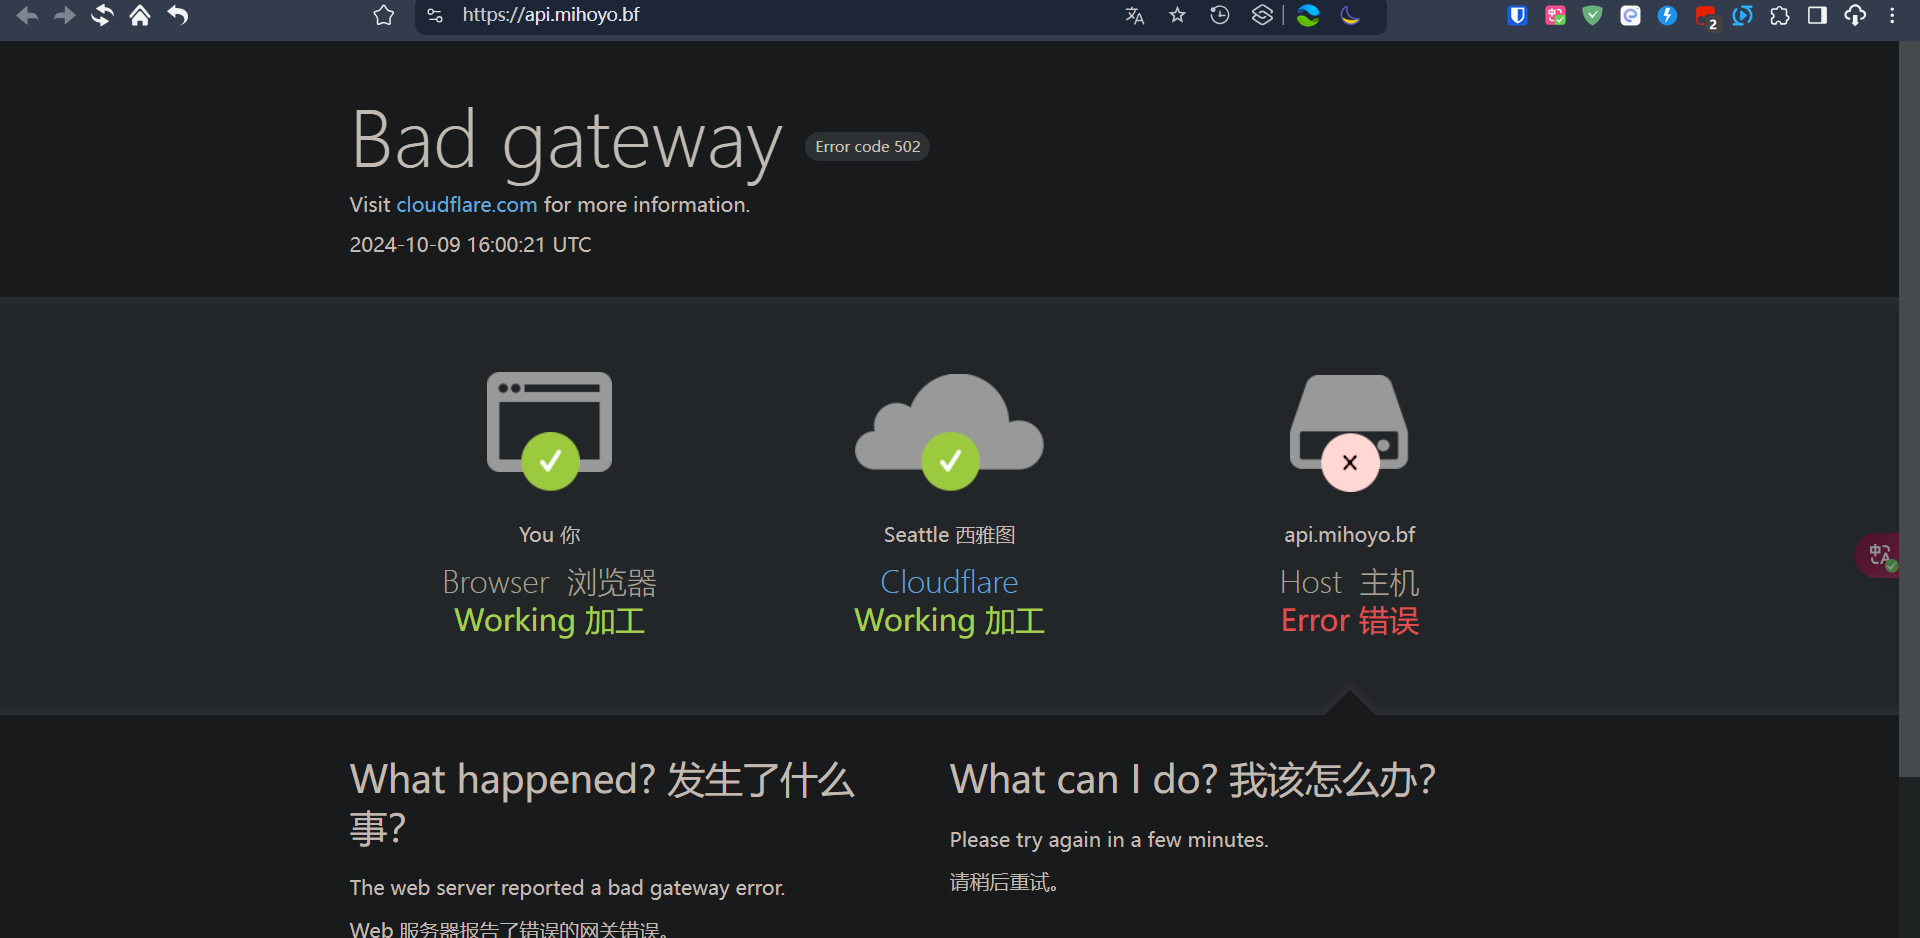 https://api.mihoyo.bf
2
Bad gateway Error code 502
Visit cloudflare.com for more information.
2024-10-09 16:00:21 UTC
You 你
Browser 浏览器
Working 加工
Seattle 西雅图
Cloudflare
Working 加工
api.mihoyo.bf
Host 主机
Error 错误
What happened? 发生了什么
事?
The web server reported a bad gateway error.
Web 服务器报告了错误的网关错误。
What can I do? 我该怎么办?
Please try again in a few minutes.
请稍后重试。